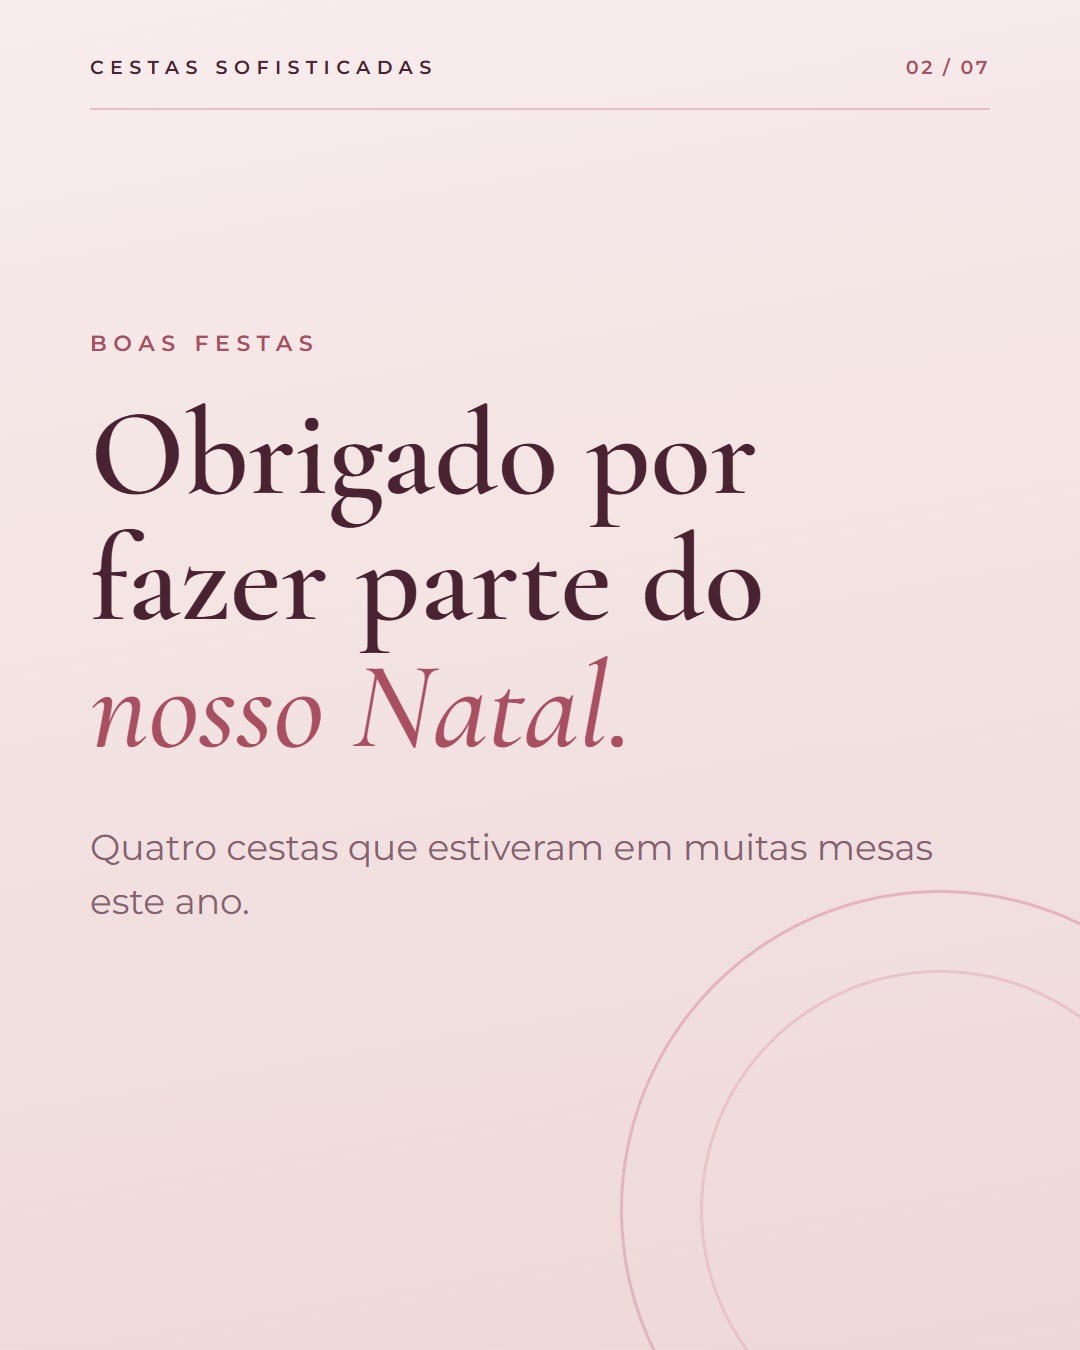 CESTAS SOFISTICADAS
02 / 07
BOAS FESTAS
Obrigado por
fazer parte do
nosso Natal.
Quatro cestas que estiveram em muitas mesas
este ano.